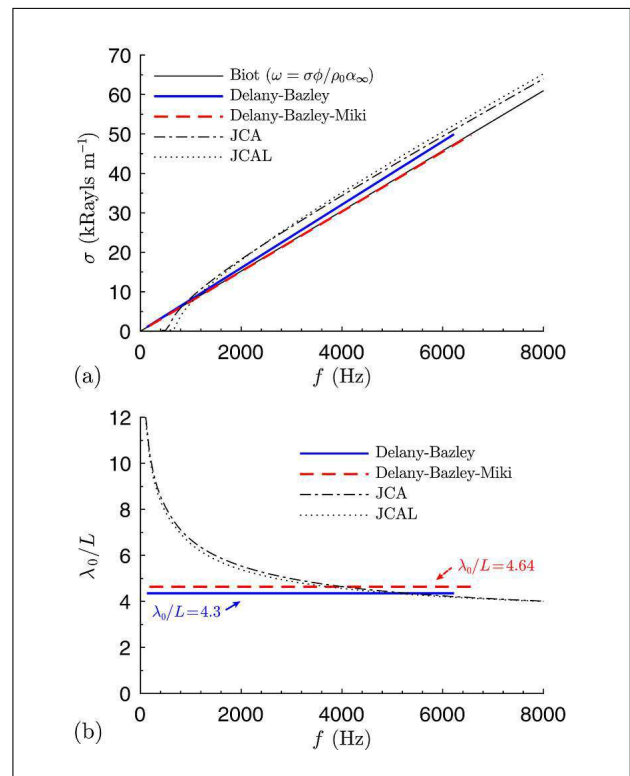 70
60
50
40
30
20
10
0
σ (kRayls m⁻¹)
Biot (ω = σϕ/ρ₀α∞)
Delany-Bazley
Delany-Bazley-Miki
JCA
JCAL
0
2000
4000
6000
8000
f (Hz)
(a)
12
10
8
6
4
2
0
λ₀/L
Delany-Bazley
Delany-Bazley-Miki
JCA
JCAL
λ₀/L=4.64
λ₀/L=4.3
0
2000
4000
6000
8000
f (Hz)
(b)